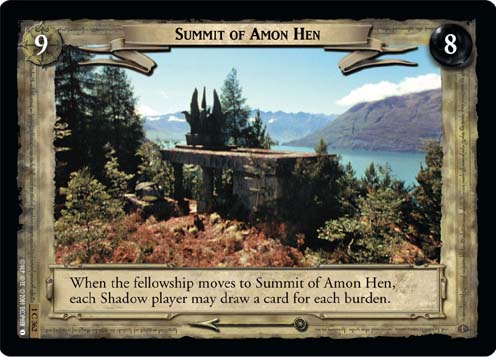 SUMMIT OF AMON HEN
9
8
When the fellowship moves to Summit of Amon Hen,
each Shadow player may draw a card for each burden.
1 C 362